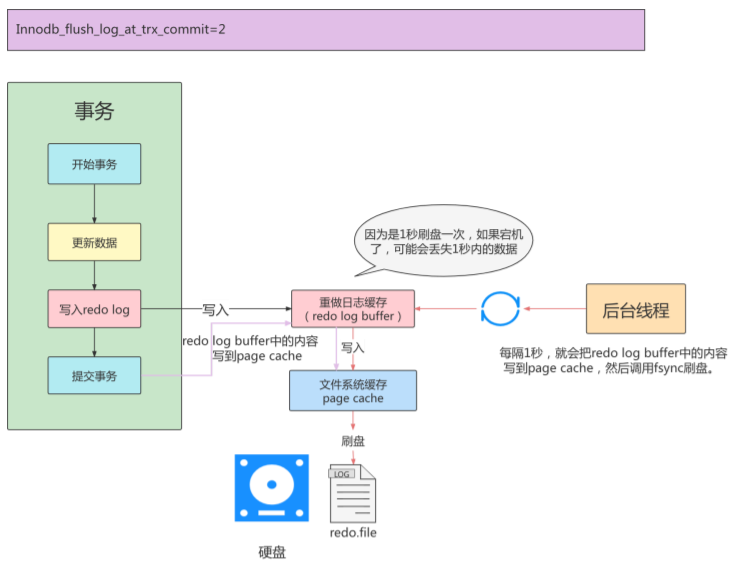 Innodb_flush_log_at_trx_commit=2
事务
开始事务
更新数据
写入redo log
提交事务
写入
redo log buffer中的内容
写到page cache
因为是1秒刷盘一次，如果宕机
了，可能会丢失1秒内的数据
重做日志缓存
（redo log buffer）
写入
文件系统缓存
page cache
刷盘
LOG
redo.file
硬盘
后台线程
每隔1秒，就会把redo log buffer中的内容
写到page cache，然后调用fsync刷盘。